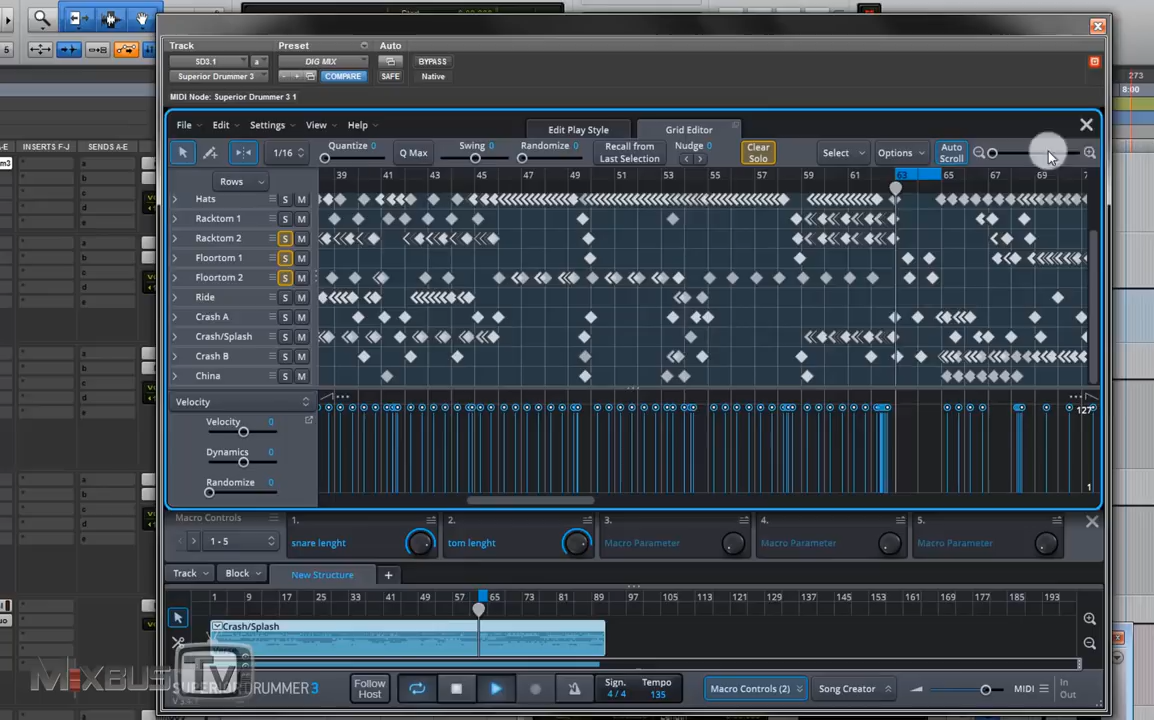 Track Preset Auto
SD3.1 a DIG MIX BYPASS
Superior Drummer 3 - + COMPARE SAFE Native
MIDI Node: Superior Drummer 3 1
273
8:00
5
INSERTS F-J SENDS A-E
File Edit Settings View Help Edit Play Style Grid Editor
1/16 Quantize 0 Q Max Swing 0 Randomize 0 Recall from Last Selection Nudge 0 Clear Solo Select Options Auto Scroll
Rows 39 41 43 45 47 49 51 53 55 57 59 61 63 65 67 69 7
Hats S M
Racktom 1 S M
Racktom 2 S M
Floortom 1 S M
Floortom 2 S M
Ride S M
Crash A S M
Crash/Splash S M
Crash B S M
China S M
Velocity
127
Velocity 0
Dynamics 0
Randomize 0
1
Macro Controls 1. 2. 3. 4. 5.
1 - 5 snare lenght tom lenght Macro Parameter Macro Parameter Macro Parameter
Track Block New Structure +
1 9 17 25 33 41 49 57 65 73 81 89 97 105 113 121 129 137 145 153 161 169 177 185 193
Crash/Splash
MIXBUS TV
SUPERIOR DRUMMER 3
Follow Host Sign. 4/4 Tempo 135 Macro Controls (2) Song Creator MIDI In Out